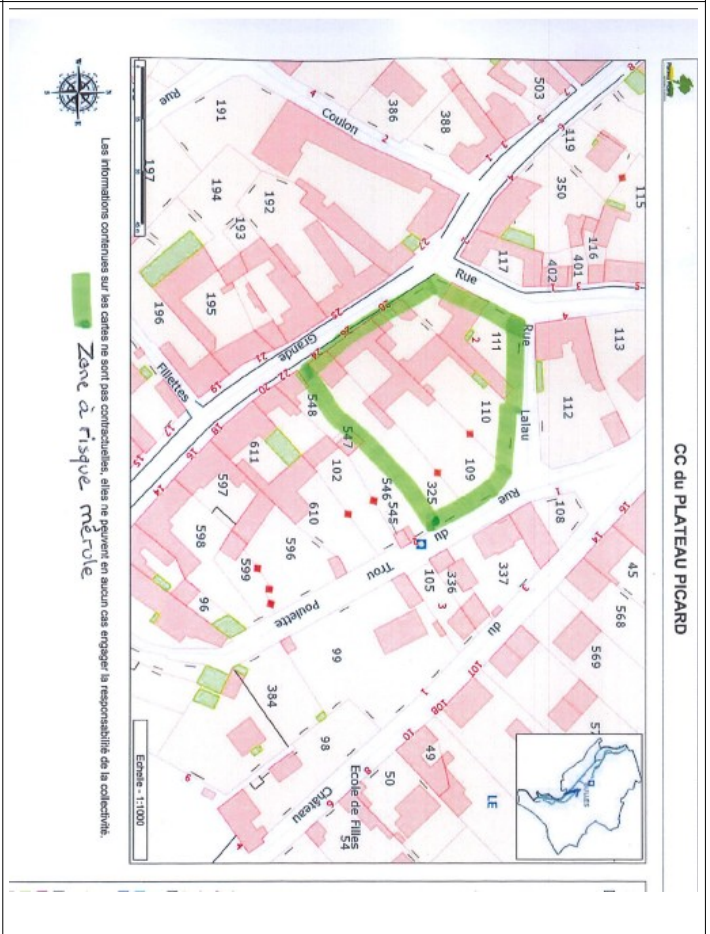 CC du PLATEAU PICARD
503
119
115
386
388
350
116
401
402
117
Coulon
Rue
191
194
192
193
197
195
196
Rue
Rue
Lalau
Rue
du
Grande
Fillettes
113
112
111
110
109
325
548
547
546
545
102
611
610
597
598
596
599
96
108
337
336
105
Trou
Poulette
du
Château
99
98
384
45
568
569
49
50
54
Ecole de Filles
LE
Echelle - 1:1000
Les informations contenues sur les cartes ne sont pas contractuelles, elles ne peuvent en aucun cas engager la responsabilité de la collectivité.
Zone à risque mérule